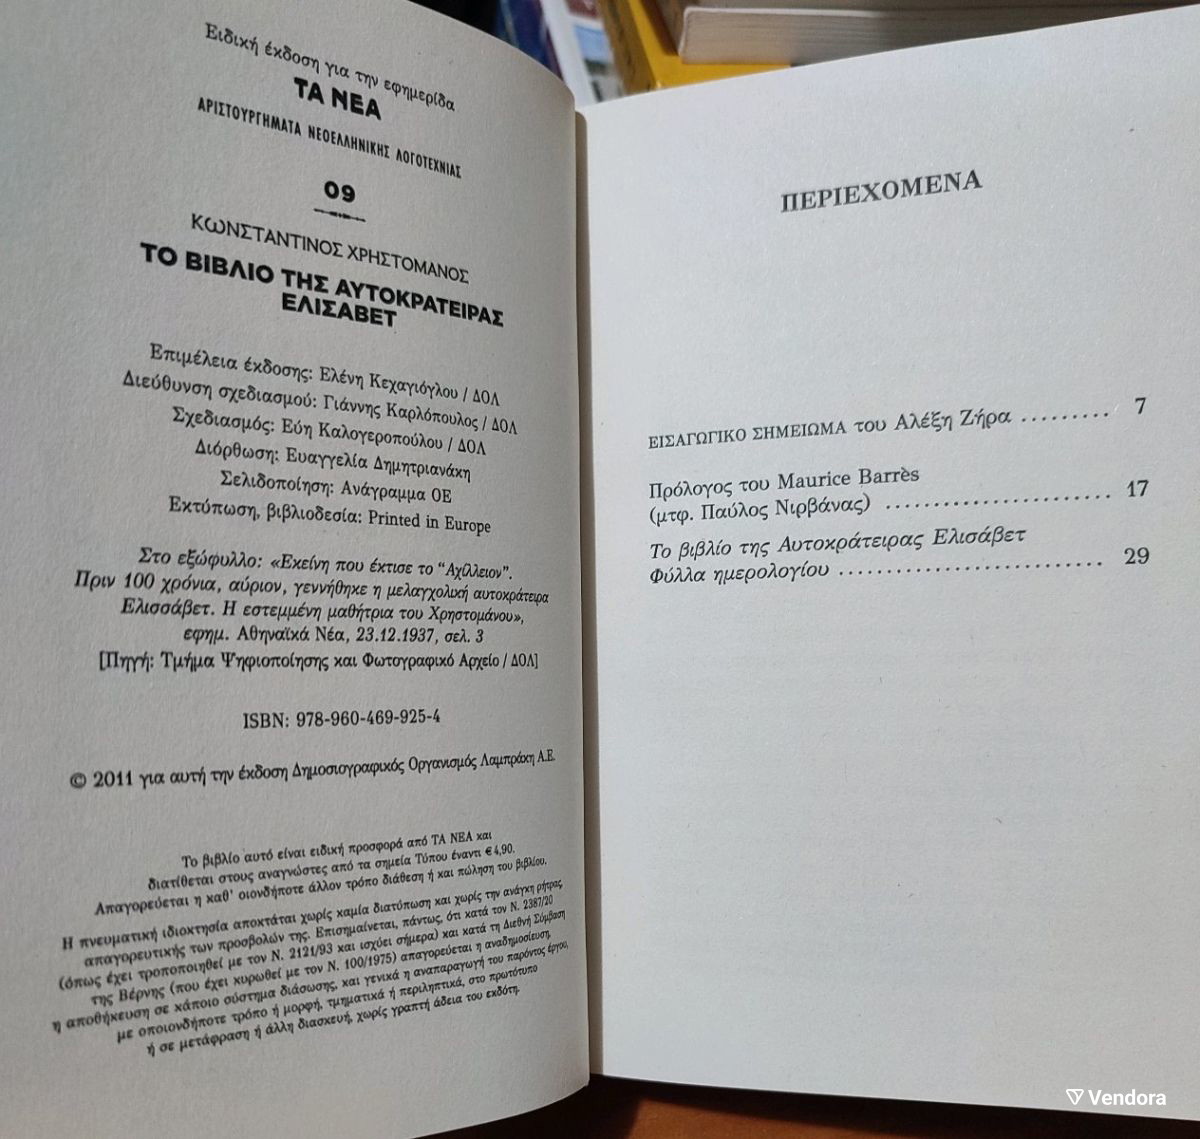 Ειδική έκδοση για την εφημερίδα
ΤΑ ΝΕΑ
ΑΡΙΣΤΟΥΡΓΗΜΑΤΑ ΝΕΟΕΛΛΗΝΙΚΗΣ ΛΟΓΟΤΕΧΝΙΑΣ
09
ΚΩΝΣΤΑΝΤΙΝΟΣ ΧΡΗΣΤΟΜΑΝΟΣ
ΤΟ ΒΙΒΛΙΟ ΤΗΣ ΑΥΤΟΚΡΑΤΕΙΡΑΣ
ΕΛΙΣΑΒΕΤ
Επιμέλεια έκδοσης: Ελένη Κεχαγιόγλου / ΔΟΛ
Διεύθυνση σχεδιασμού: Γιάννης Καρλόπουλος / ΔΟΛ
Σχεδιασμός: Εύη Καλογεροπούλου / ΔΟΛ
Διόρθωση: Ευαγγελία Δημητριανάκη
Σελιδοποίηση: Ανάγραμμα ΟΕ
Εκτύπωση, βιβλιοδεσία: Printed in Europe
Στο εξώφυλλο: «Εκείνη που έκτισε το “Αχίλλειον”.
Πριν 100 χρόνια, αύριον, γεννήθηκε η μελαγχολική αυτοκράτειρα
Ελισσάβετ. Η εστεμμένη μαθήτρια του Χρηστομάνου»,
εφημ. Αθηναϊκά Νέα, 23.12.1937, σελ. 3
[Πηγή: Τμήμα Ψηφιοποίησης και Φωτογραφικό Αρχείο / ΔΟΛ]
ISBN: 978-960-469-925-4
© 2011 για αυτή την έκδοση Δημοσιογραφικός Οργανισμός Λαμπράκη Α.Ε.
Το βιβλίο αυτό είναι ειδική προσφορά από ΤΑ ΝΕΑ και
διατίθεται στους αναγνώστες από τα σημεία Τύπου έναντι € 4,90.
Απαγορεύεται η καθ’ οιονδήποτε άλλον τρόπο διάθεση ή και πώληση του βιβλίου.
Η πνευματική ιδιοκτησία αποκτάται χωρίς καμία διατύπωση και χωρίς την ανάγκη ρήτρας
απαγορευτικής των προσβολών της. Επισημαίνεται, πάντως, ότι κατά τον Ν. 2387/20
(όπως έχει τροποποιηθεί με τον Ν. 2121/93 και ισχύει σήμερα) και κατά τη Διεθνή Σύμβαση
της Βέρνης (που έχει κυρωθεί με τον Ν. 100/1975) απαγορεύεται η αναδημοσίευση,
η αποθήκευση σε κάποιο σύστημα διάσωσης, και γενικά η αναπαραγωγή του παρόντος έργου,
με οποιονδήποτε τρόπο ή μορφή, τμηματικά ή περιληπτικά, στο πρωτότυπο
ή σε μετάφραση ή άλλη διασκευή, χωρίς γραπτή άδεια του εκδότη.
ΠΕΡΙΕΧΟΜΕΝΑ
ΕΙΣΑΓΩΓΙΚΟ ΣΗΜΕΙΩΜΑ του Αλέξη Ζήρα ......... 7
Πρόλογος του Maurice Barrès
(μτφ. Παύλος Νιρβάνας) ........................ 17
Το βιβλίο της Αυτοκράτειρας Ελισάβετ
Φύλλα ημερολογίου ............................ 29
Vendora